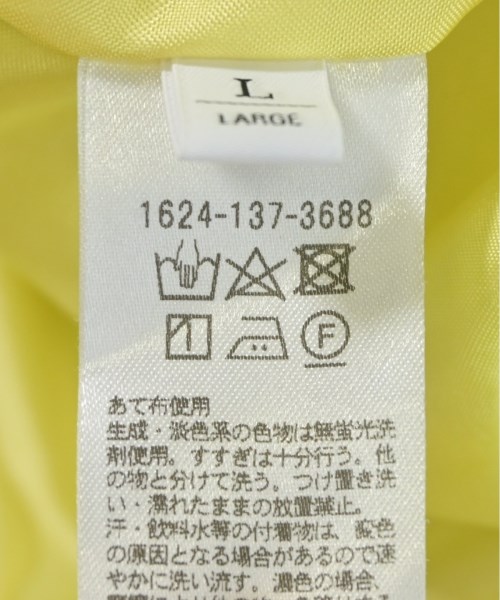 L
LARGE
1624-137-3688
F
あて布使用
生成・淡色系の色物は無蛍光洗
剤使用。すすぎは十分行う。他
の物と分けて洗う。つけ置き洗
い・濡れたままの放置禁止。
汗・飲料水等の付着物は、変色
の原因となる場合があるので速
やかに洗い流す。濃色の場合、